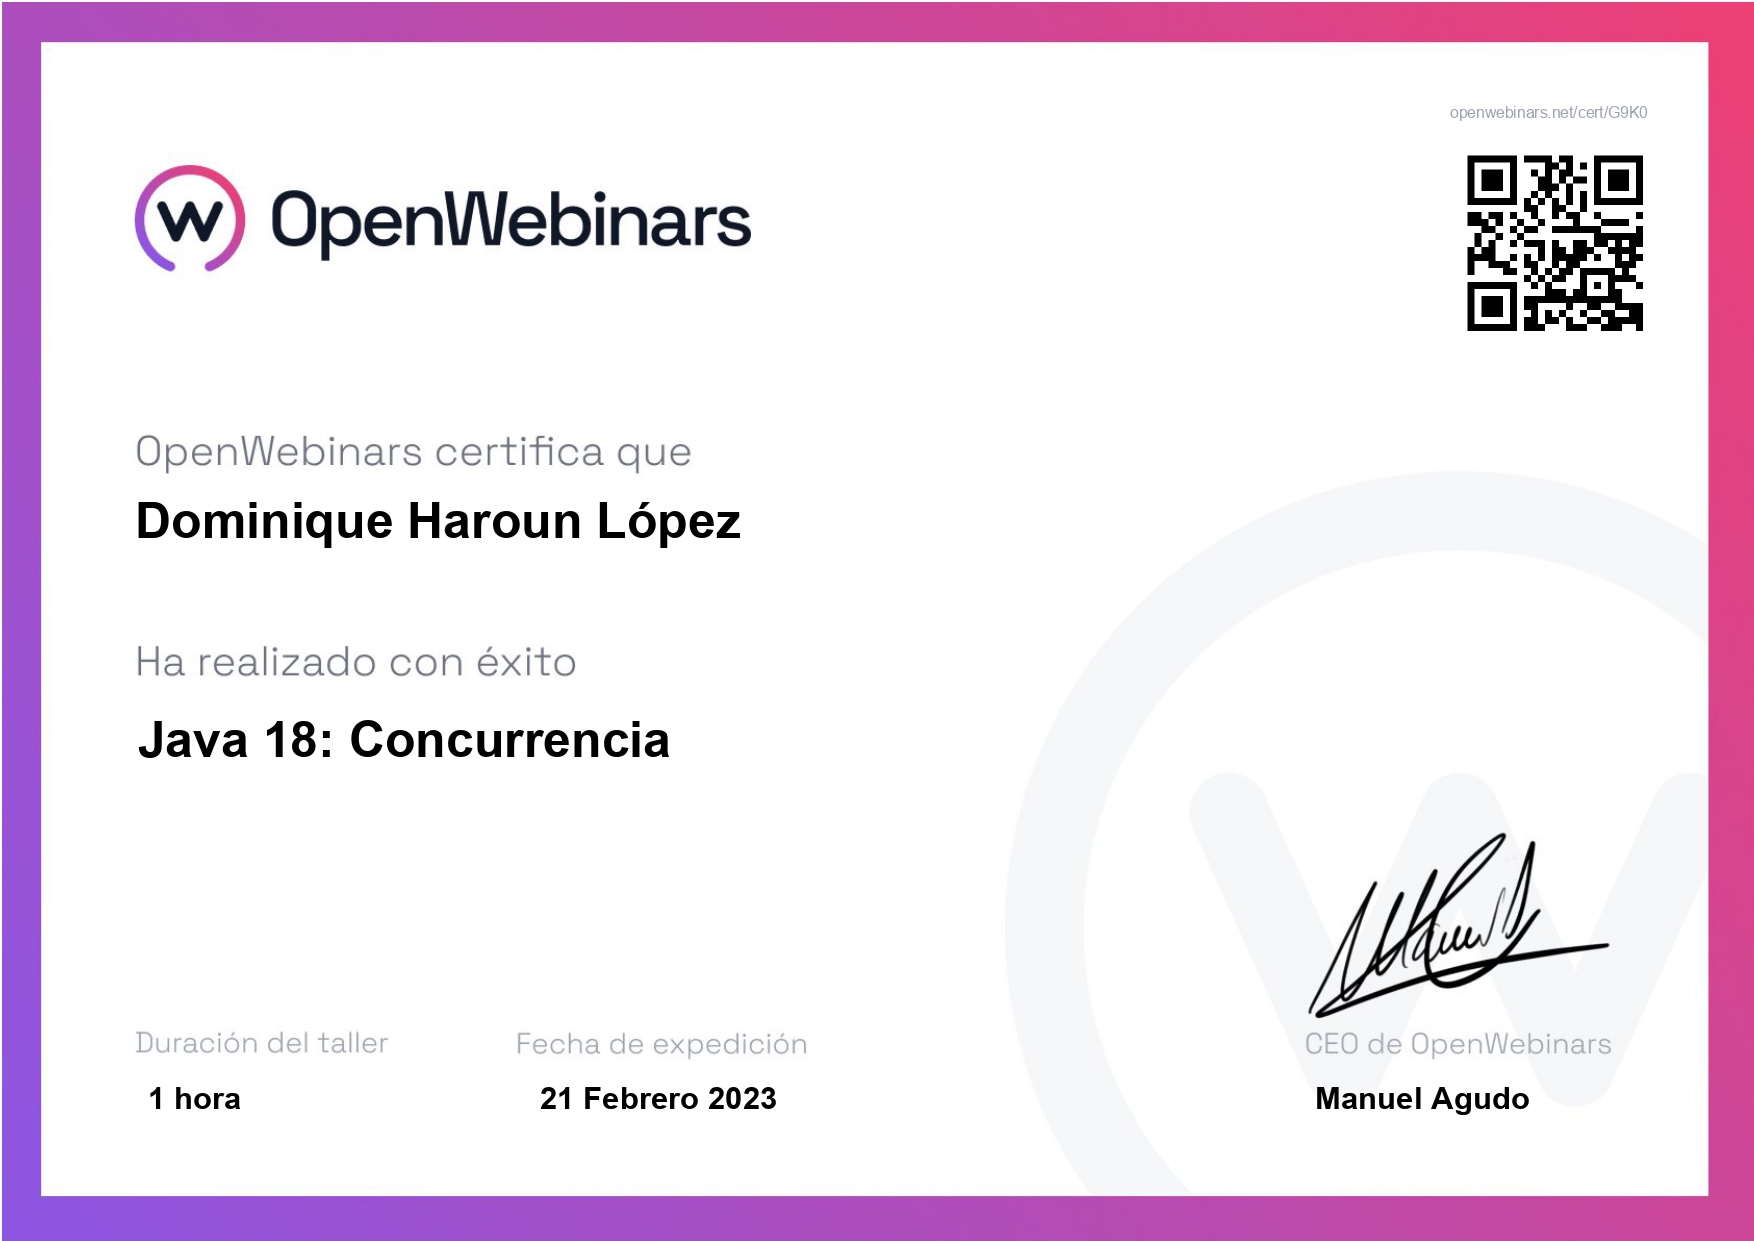 openwebinars.net/cert/G9K0
OpenWebinars
OpenWebinars certifica que
Dominique Haroun López
Ha realizado con éxito
Java 18: Concurrencia
Duración del taller
1 hora
Fecha de expedición
21 Febrero 2023
CEO de OpenWebinars
Manuel Agudo